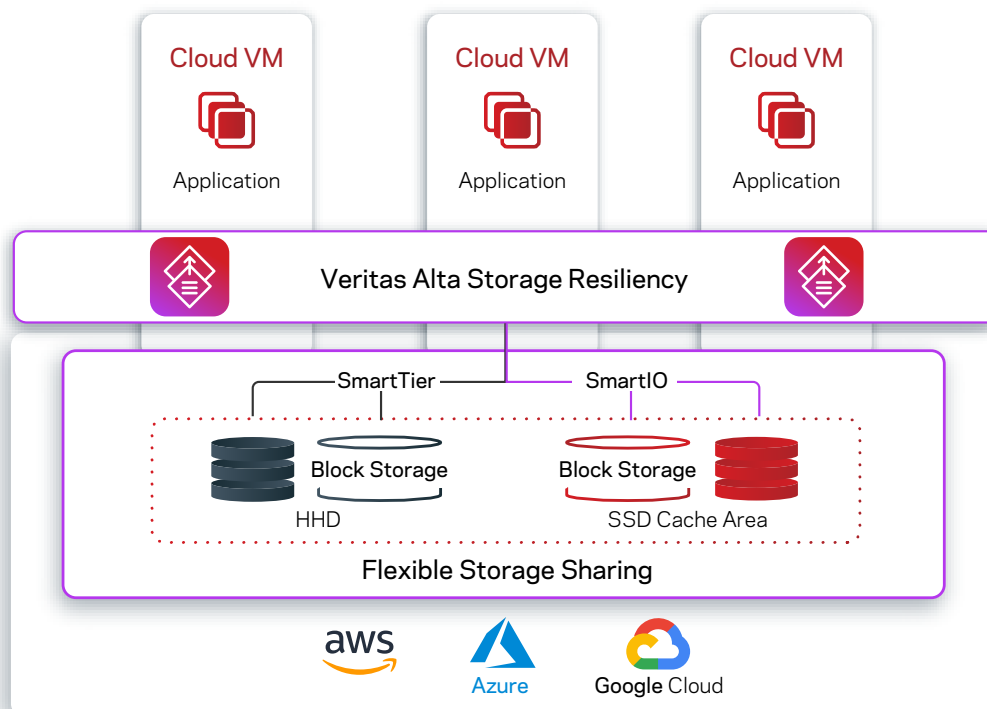 Cloud VM
Cloud VM
Cloud VM
Application
Application
Application
Veritas Alta Storage Resiliency
SmartTier
SmartIO
Block Storage
Block Storage
HHD
SSD Cache Area
Flexible Storage Sharing
aws
Azure
Google Cloud